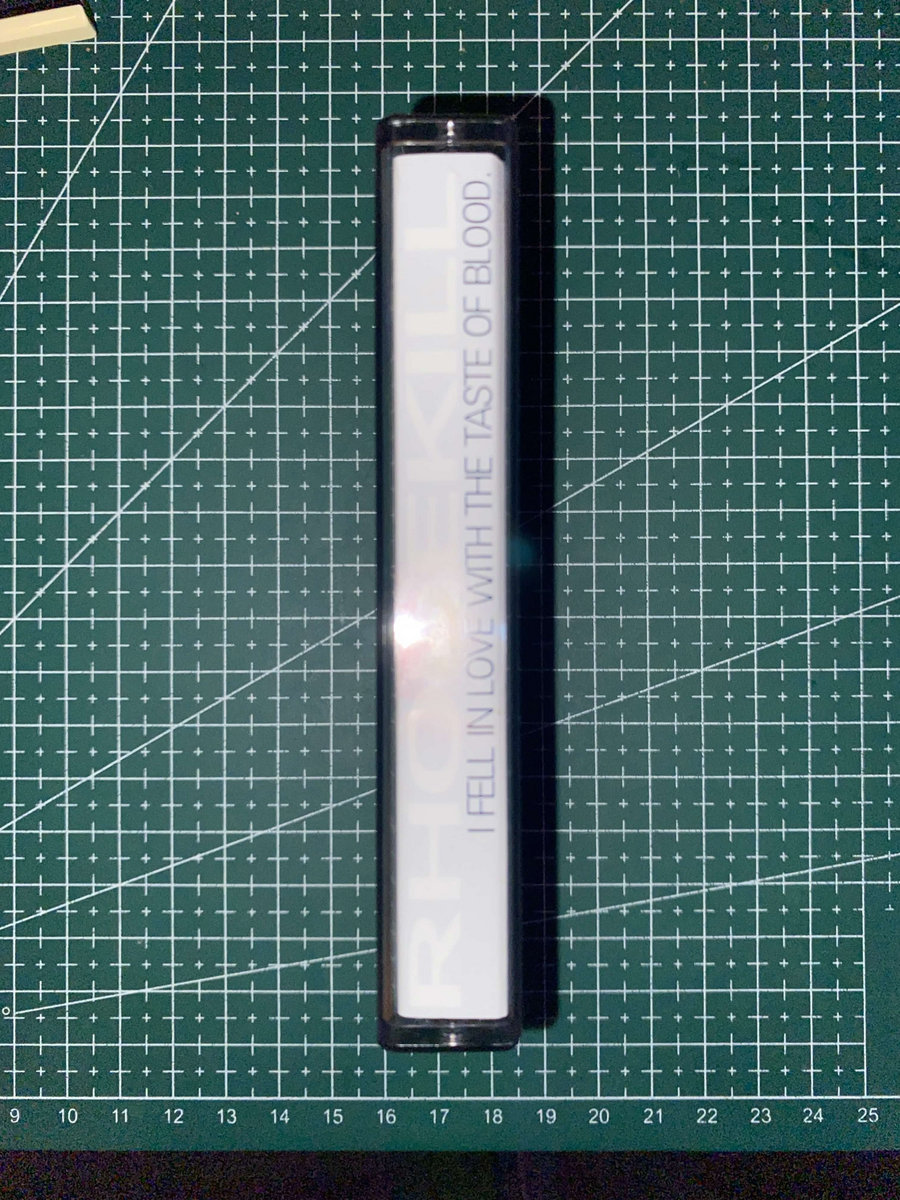 I FELL IN LOVE WITH THE TASTE OF BLOOD.
9 10 11 12 13 14 15 16 17 18 19 20 21 22 23 24 25